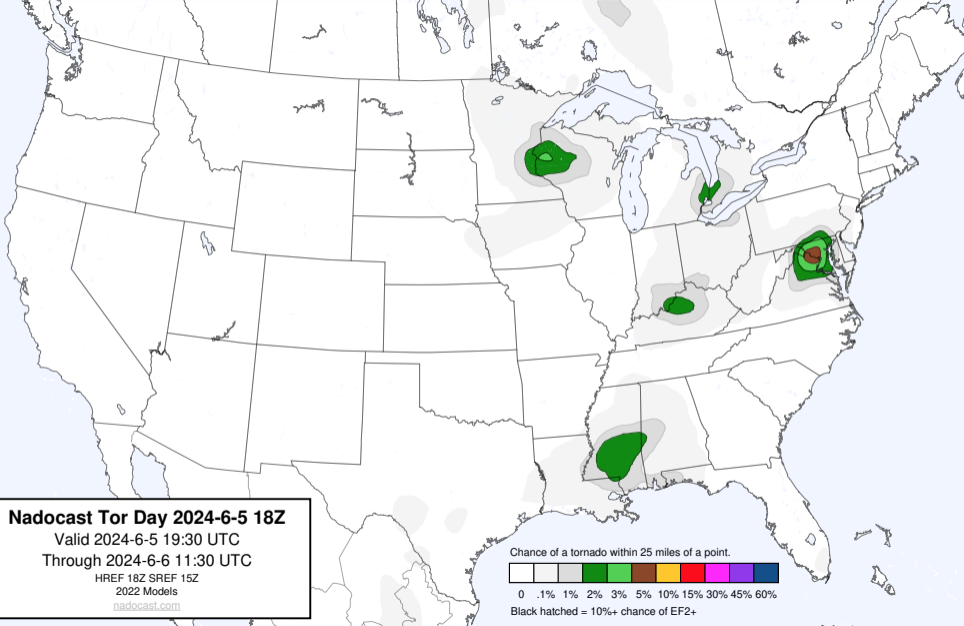 Nadocast Tor Day 2024-6-5 18Z
Valid 2024-6-5 19:30 UTC
Through 2024-6-6 11:30 UTC
HREF 18Z SREF 15Z
2022 Models
nadocast.com
Chance of a tornado within 25 miles of a point.
0 .1% 1% 2% 3% 5% 10% 15% 30% 45% 60%
Black hatched = 10%+ chance of EF2+